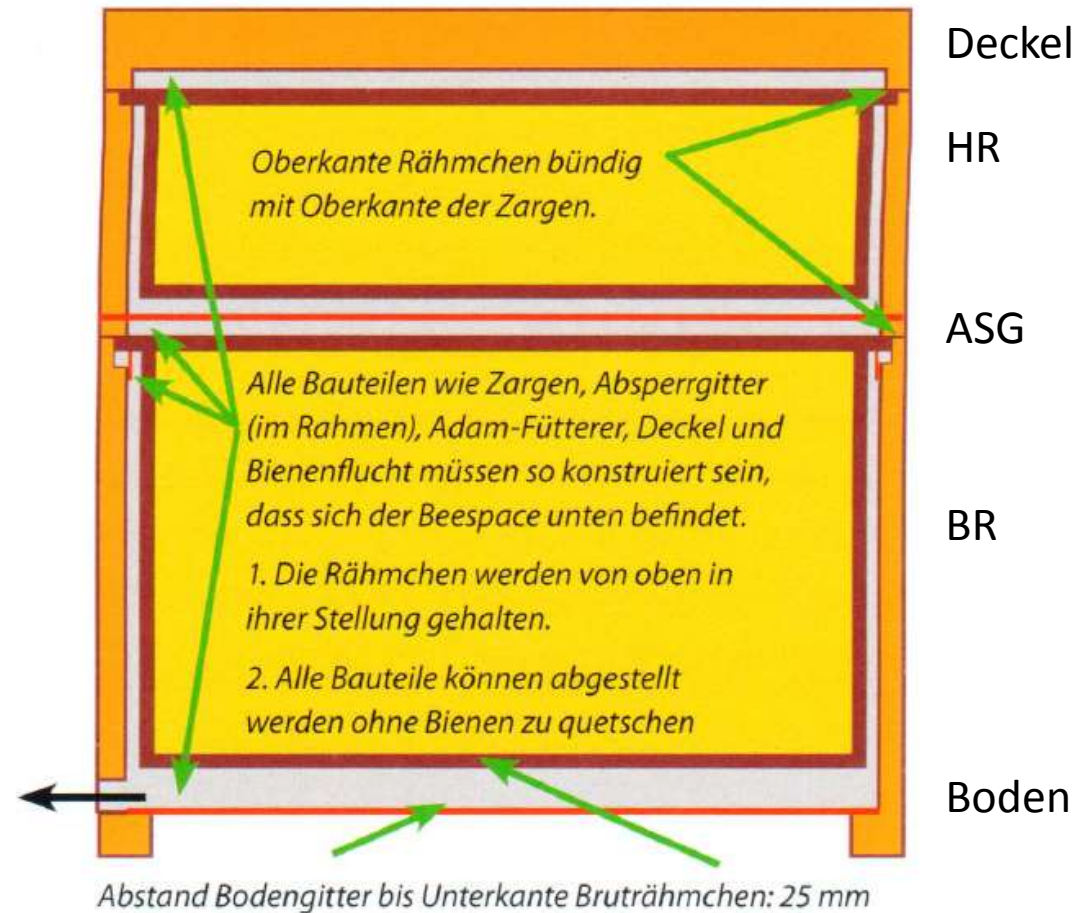 Deckel
HR
Oberkante Rähmchen bündig
mit Oberkante der Zargen.
ASG
Alle Bauteilen wie Zargen, Absperrgitter
(im Rahmen), Adam-Fütterer, Deckel und
Bienenflucht müssen so konstruiert sein,
dass sich der Beespace unten befindet.
BR
1. Die Rähmchen werden von oben in
ihrer Stellung gehalten.
2. Alle Bauteile können abgestellt
werden ohne Bienen zu quetschen
Boden
Abstand Bodengitter bis Unterkante Bruträhmchen: 25 mm